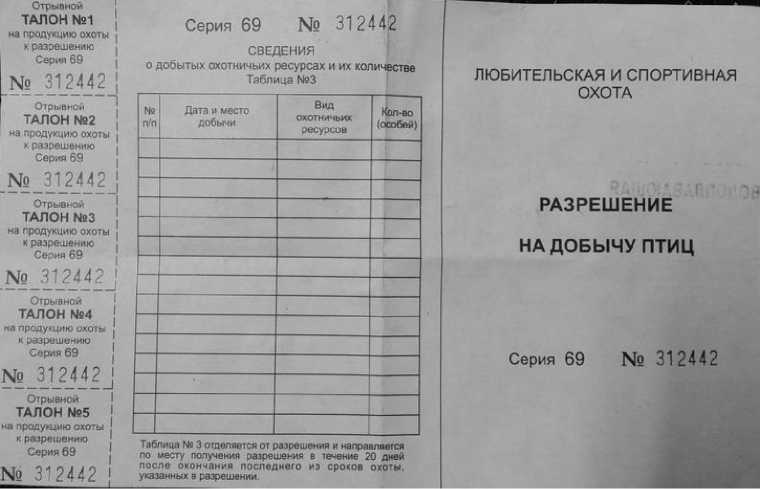 Отрывной
ТАЛОН №1
на продукцию охоты
к разрешению
Серия 69
№ 312442
Отрывной
ТАЛОН №2
на продукцию охоты
к разрешению
Серия 69
№ 312442
Отрывной
ТАЛОН №3
на продукцию охоты
к разрешению
Серия 69
№ 312442
Отрывной
ТАЛОН №4
на продукцию охоты
к разрешению
Серия 69
№ 312442
Отрывной
ТАЛОН №5
на продукцию охоты
к разрешению
Серия 69
№ 312442
Серия 69 № 312442
СВЕДЕНИЯ
о добытых охотничьих ресурсах и их количестве
Таблица №3
№ п/п
Дата и место добычи
Вид охотничьих ресурсов
Кол-во (особей)
Таблица № 3 отделяется от разрешения и направляется
по месту получения разрешения в течение 20 дней
после окончания последнего из сроков охоты,
указанных в разрешении.
ЛЮБИТЕЛЬСКАЯ И СПОРТИВНАЯ
ОХОТА
РАЗРЕШЕНИЕ
НА ДОБЫЧУ ПТИЦ
Серия 69 № 312442